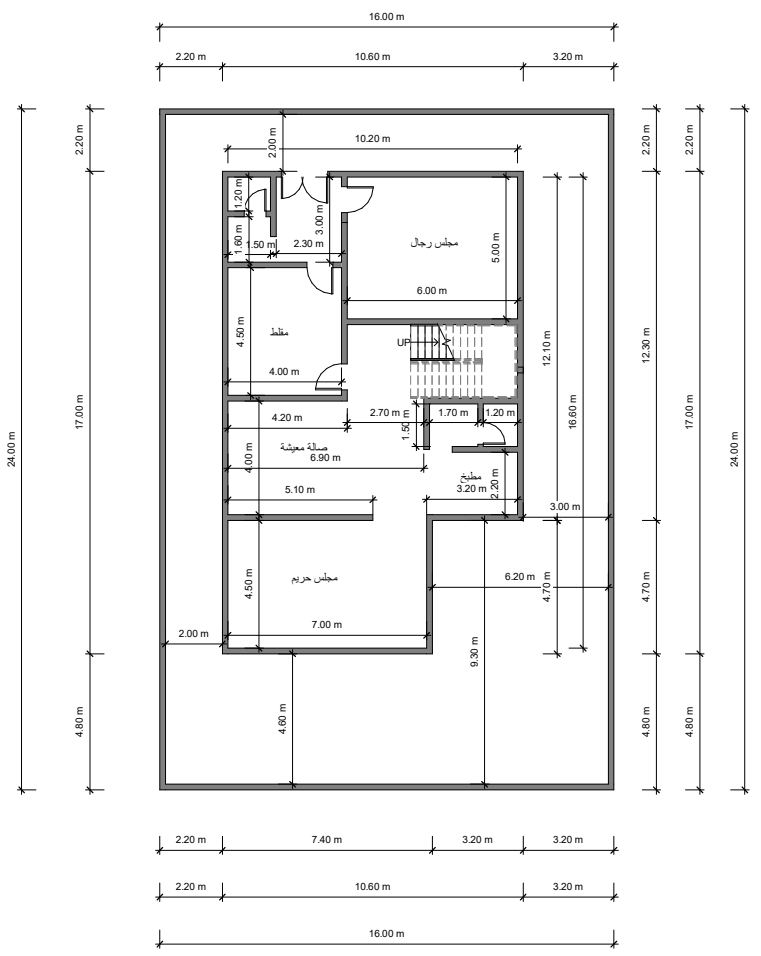 16.00 m
2.20 m
10.60 m
3.20 m
10.20 m
2.00 m
2.20 m
2.20 m
2.20 m
1.20 m
3.00 m
1.60 m
1.50 m
2.30 m
مجلس رجال
5.00 m
6.00 m
مقلط
4.50 m
4.00 m
UP
12.10 m
12.30 m
17.00 m
16.60 m
17.00 m
24.00 m
24.00 m
4.20 m
2.70 m
1.50 m
1.70 m
1.20 m
صالة معيشة
4.00 m
6.90 m
مطبخ
3.20 m
2.20 m
5.10 m
3.00 m
مجلس حريم
4.50 m
6.20 m
4.70 m
4.70 m
7.00 m
2.00 m
9.30 m
4.60 m
4.80 m
4.80 m
4.80 m
2.20 m
7.40 m
3.20 m
3.20 m
2.20 m
10.60 m
3.20 m
16.00 m